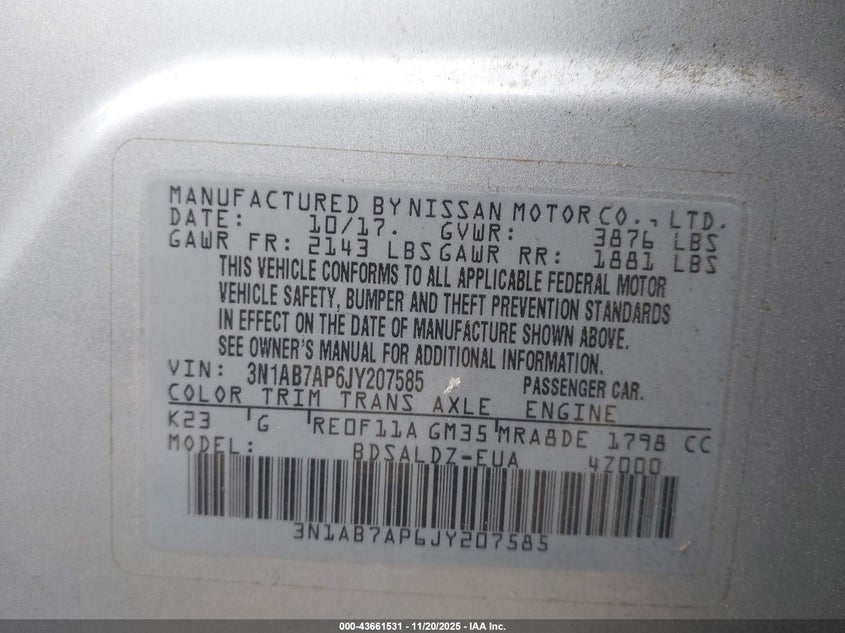 MANUFACTURED BY NISSAN MOTOR CO., LTD.
DATE: 10/17. GVWR: 3876 LBS
GAWR FR: 2143 LBS GAWR RR: 1881 LBS
THIS VEHICLE CONFORMS TO ALL APPLICABLE FEDERAL MOTOR
VEHICLE SAFETY, BUMPER AND THEFT PREVENTION STANDARDS
IN EFFECT ON THE DATE OF MANUFACTURE SHOWN ABOVE.
SEE OWNER'S MANUAL FOR ADDITIONAL INFORMATION.
VIN: 3N1AB7AP6JY207585 PASSENGER CAR.
COLOR TRIM TRANS AXLE ENGINE
K23 G RE0F11A GM35 MRA8DE 1798 CC
MODEL: BDSALDZ-EUA 47000
3N1AB7AP6JY207585
000-43661531 - 11/20/2025 - IAA Inc.